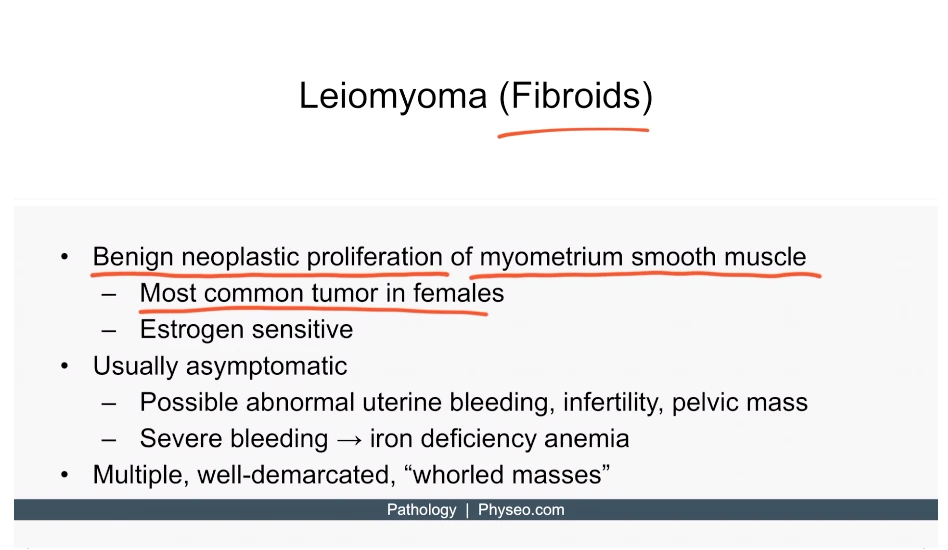 Leiomyoma (Fibroids)
• Benign neoplastic proliferation of myometrium smooth muscle
– Most common tumor in females
– Estrogen sensitive
• Usually asymptomatic
– Possible abnormal uterine bleeding, infertility, pelvic mass
– Severe bleeding → iron deficiency anemia
• Multiple, well-demarcated, “whorled masses”
Pathology | Physeo.com